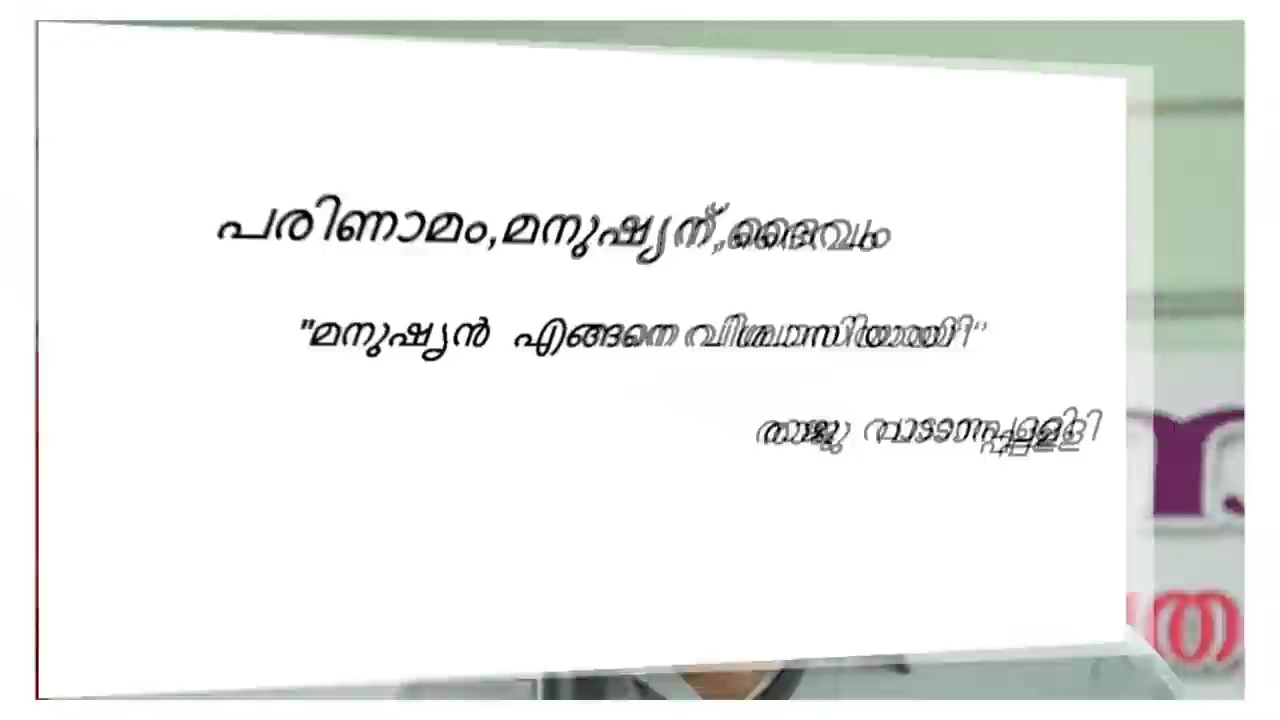 പരിണാമം,മനുഷ്യന്,ദൈവം
"മനുഷ്യൻ എങ്ങനെ വിശ്വാസിയായി"
വാടാനപ്പള്ളി
ത